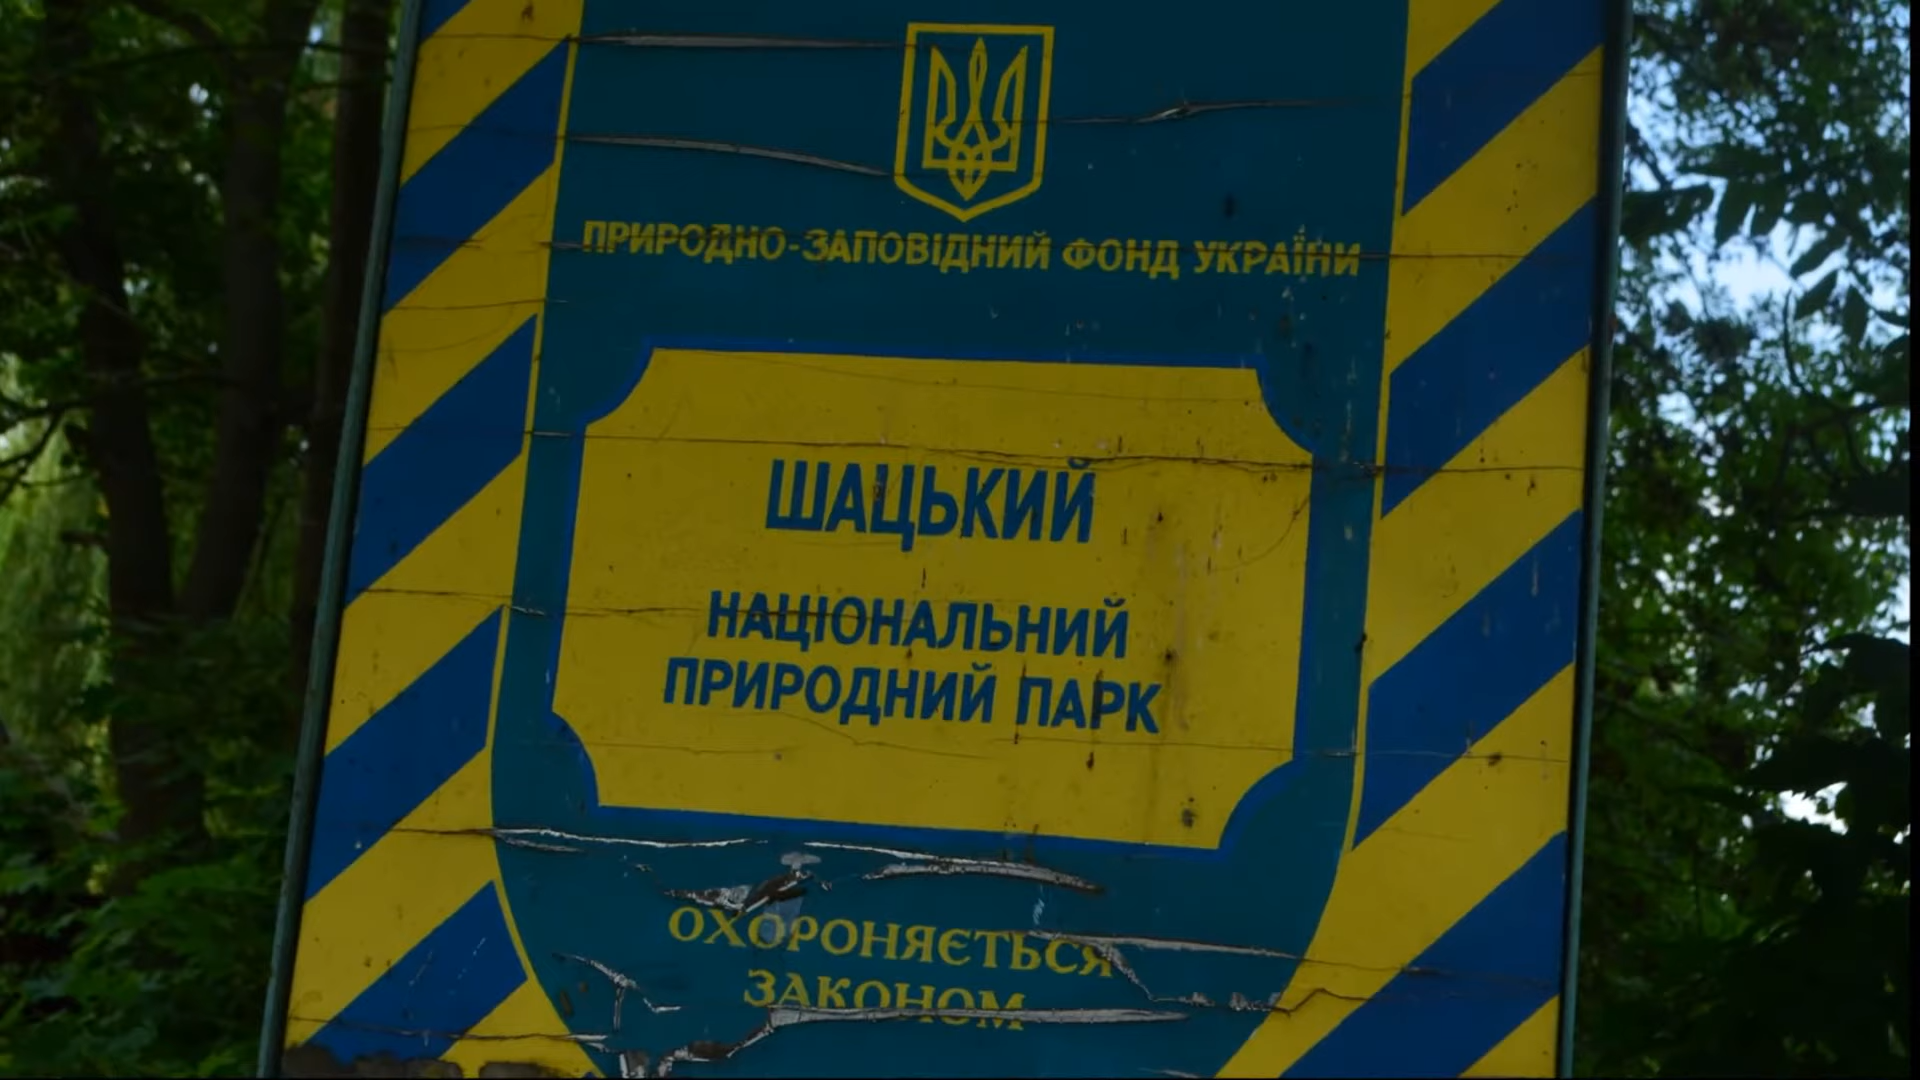 ПРИРОДНО-ЗАПОВІДНИЙ ФОНД УКРАЇНИ
ШАЦЬКИЙ
НАЦІОНАЛЬНИЙ
ПРИРОДНИЙ ПАРК
ОХОРОНЯЄТЬСЯ
ЗАКОНОМ